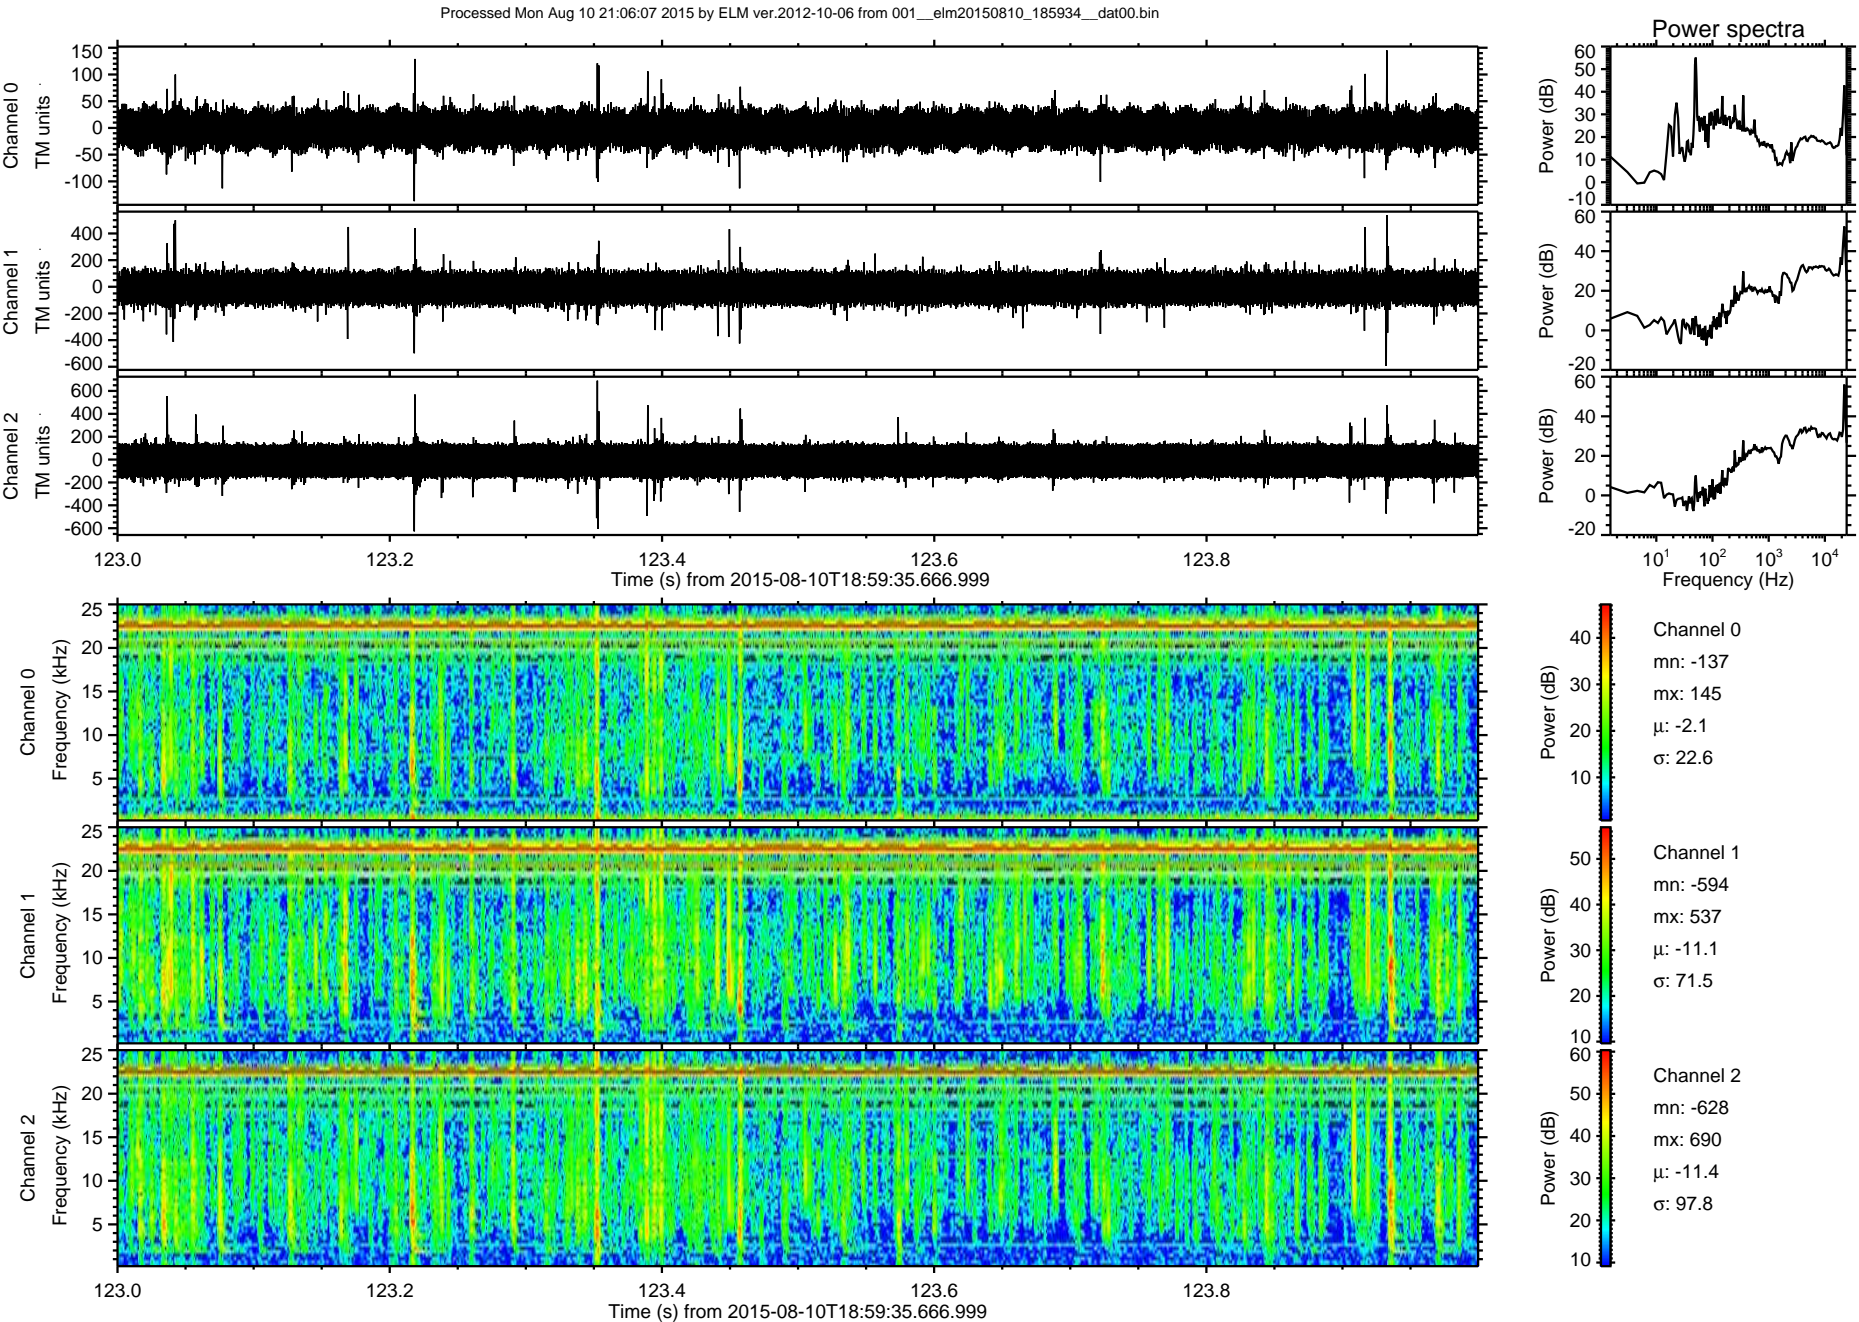 Processed Mon Aug 10 21:06:07 2015 by ELM ver.2012-10-06 from 001__elm20150810_185934__dat00.bin
Power spectra
Channel 0
TM units
150
100
50
0
-50
-100
Power (dB)
60
50
40
30
20
10
0
-10
Channel 1
TM units
400
200
0
-200
-400
-600
Power (dB)
60
40
20
0
-20
Channel 2
TM units
600
400
200
0
-200
-400
-600
Power (dB)
60
40
20
0
-20
123.0 123.2 123.4 123.6 123.8
Time (s) from 2015-08-10T18:59:35.666.999
10^1 10^2 10^3 10^4
Frequency (Hz)
Channel 0
Frequency (kHz)
25
20
15
10
5
Power (dB)
40
30
20
10
Channel 0
mn: -137
mx: 145
μ: -2.1
σ: 22.6
Channel 1
Frequency (kHz)
25
20
15
10
5
Power (dB)
50
40
30
20
10
Channel 1
mn: -594
mx: 537
μ: -11.1
σ: 71.5
Channel 2
Frequency (kHz)
25
20
15
10
5
Power (dB)
60
50
40
30
20
10
Channel 2
mn: -628
mx: 690
μ: -11.4
σ: 97.8
123.0 123.2 123.4 123.6 123.8
Time (s) from 2015-08-10T18:59:35.666.999